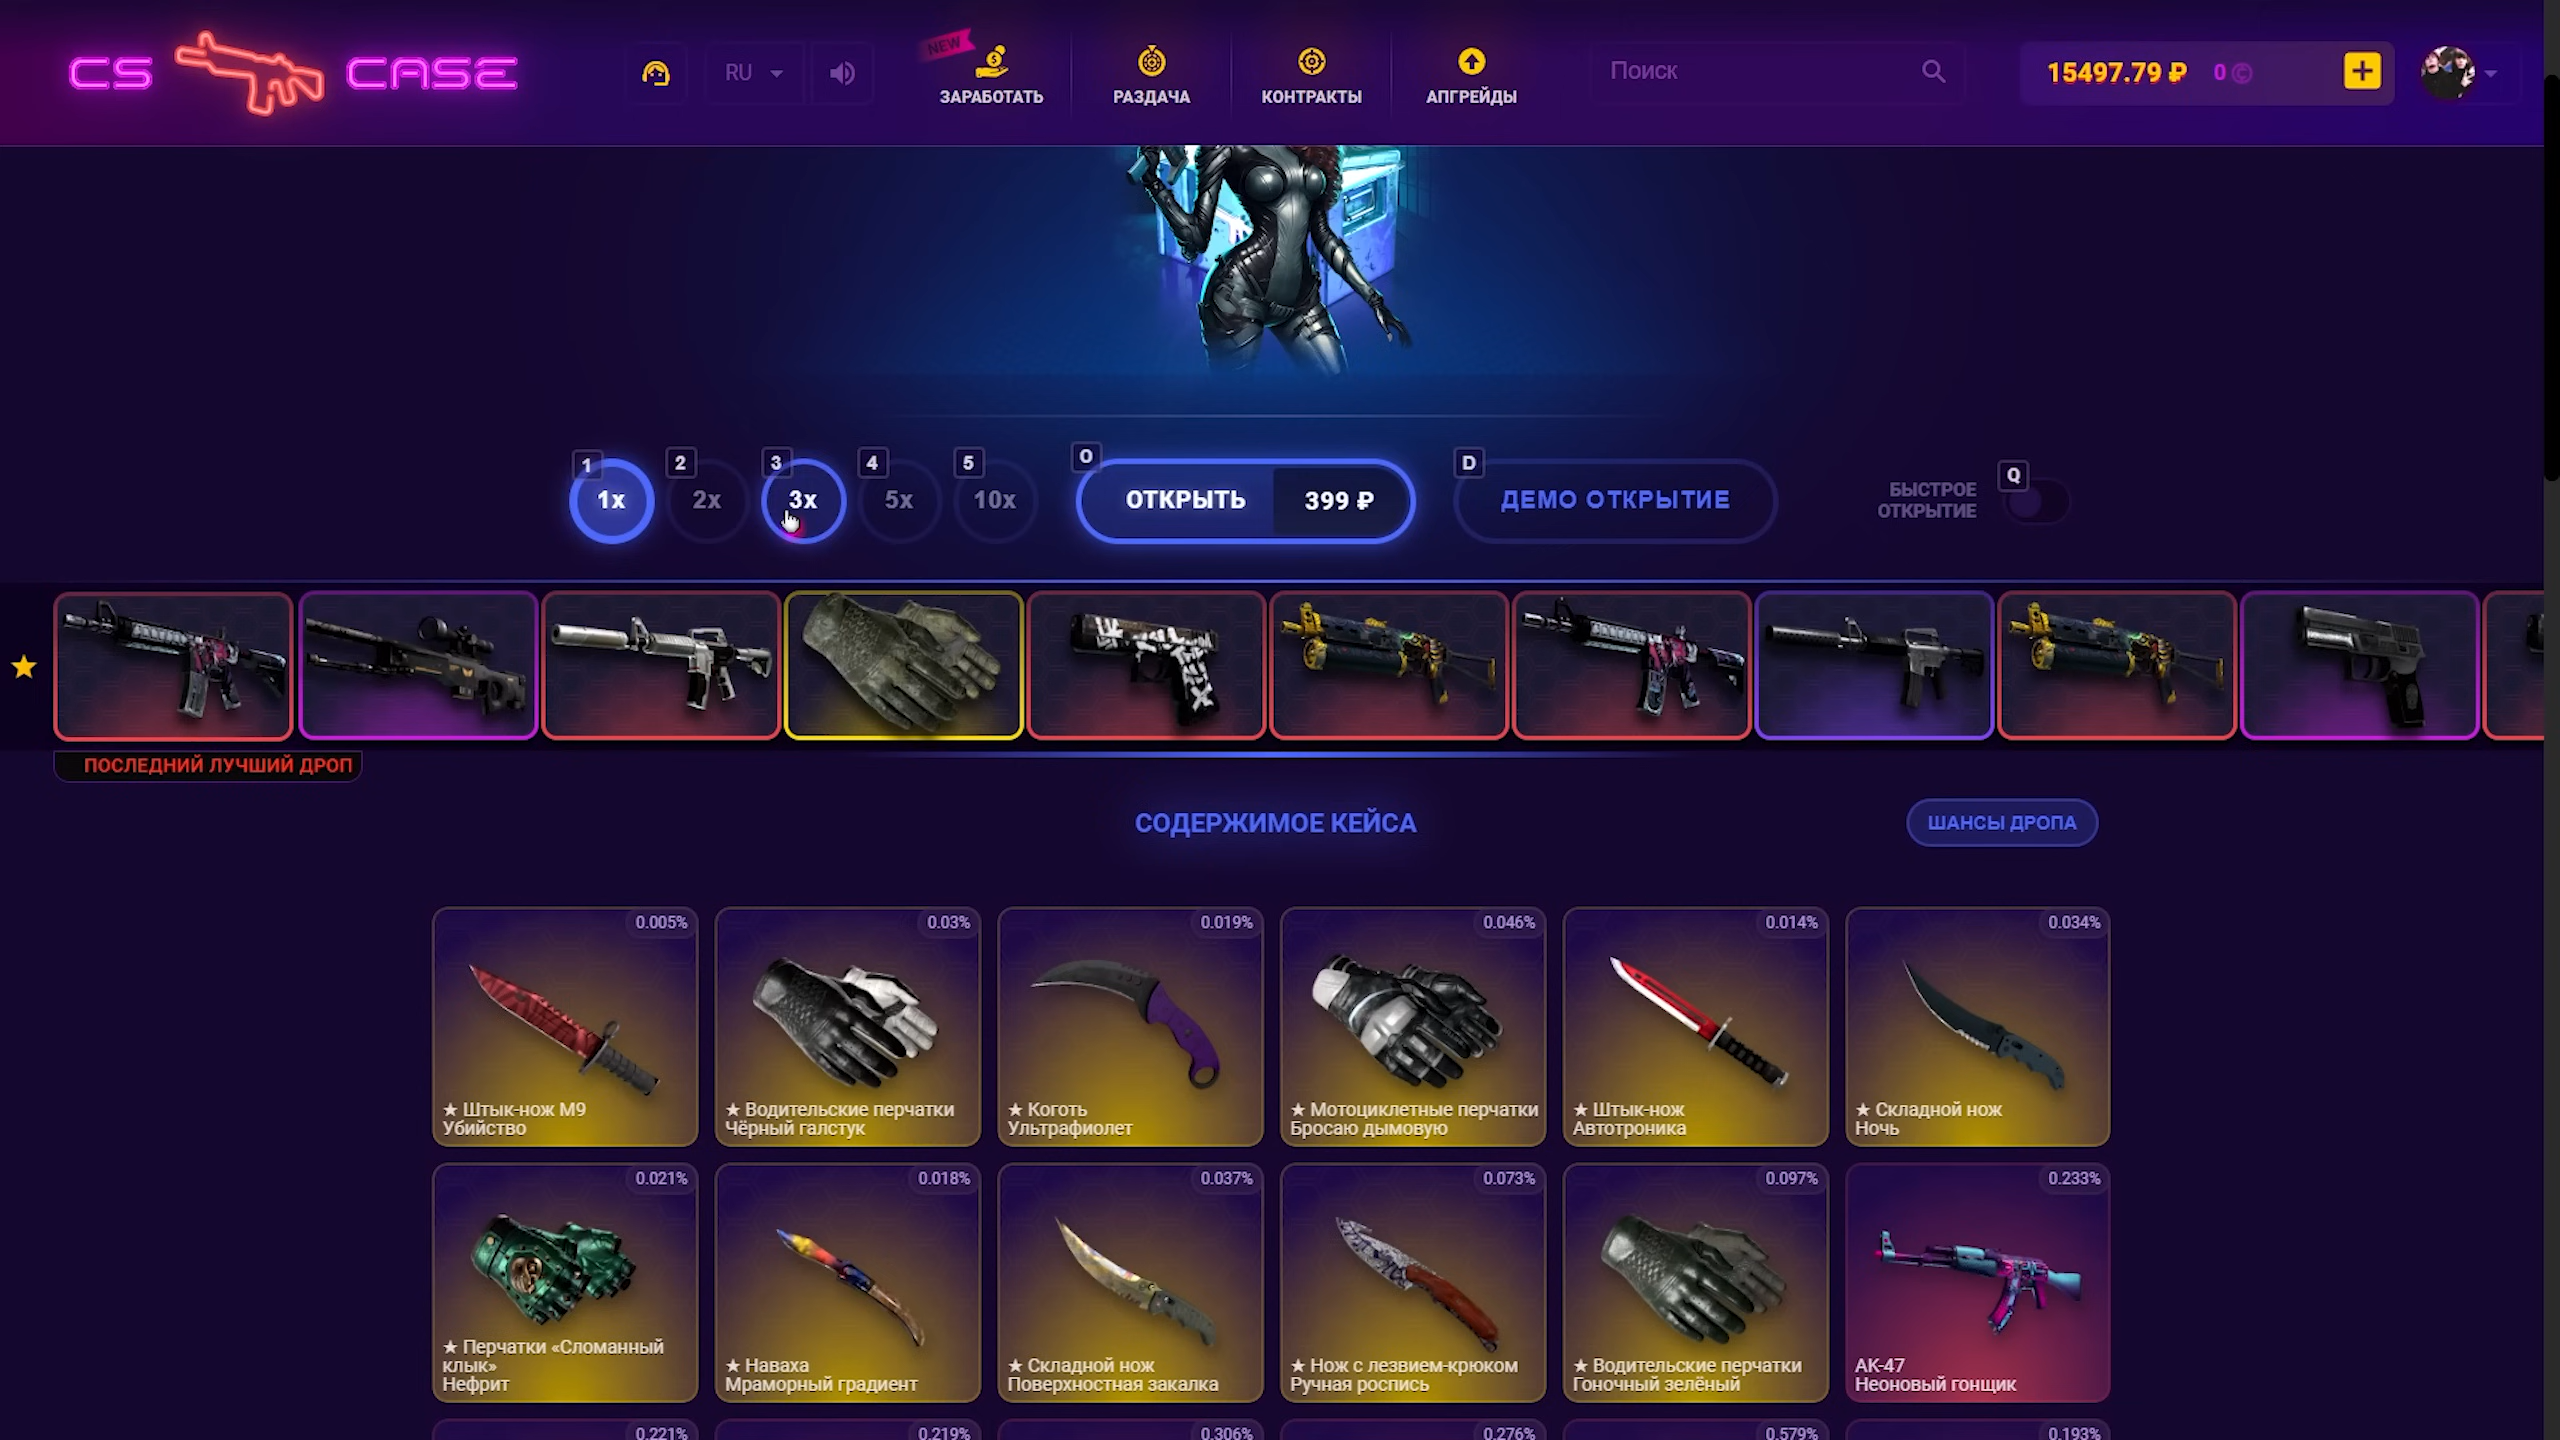 CS CASE
RU
NEW
ЗАРАБОТАТЬ
РАЗДАЧА
КОНТРАКТЫ
АПГРЕЙДЫ
Поиск
15497.79 ₽
0
1
2
3
4
5
O
D
Q
1x
2x
3x
5x
10x
ОТКРЫТЬ
399 ₽
ДЕМО ОТКРЫТИЕ
БЫСТРОЕ
ОТКРЫТИЕ
ПОСЛЕДНИЙ ЛУЧШИЙ ДРОП
СОДЕРЖИМОЕ КЕЙСА
ШАНСЫ ДРОПА
0.005%
★ Штык-нож M9
Убийство
0.03%
★ Водительские перчатки
Чёрный галстук
0.019%
★ Коготь
Ультрафиолет
0.046%
★ Мотоциклетные перчатки
Бросаю дымовую
0.014%
★ Штык-нож
Автотроника
0.034%
★ Складной нож
Ночь
0.021%
★ Перчатки «Сломанный
клык»
Нефрит
0.018%
★ Наваха
Мраморный градиент
0.037%
★ Складной нож
Поверхностная закалка
0.073%
★ Нож с лезвием-крюком
Ручная роспись
0.097%
★ Водительские перчатки
Гоночный зелёный
0.233%
AK-47
Неоновый гонщик
0.221%
0.219%
0.306%
0.276%
0.579%
0.193%